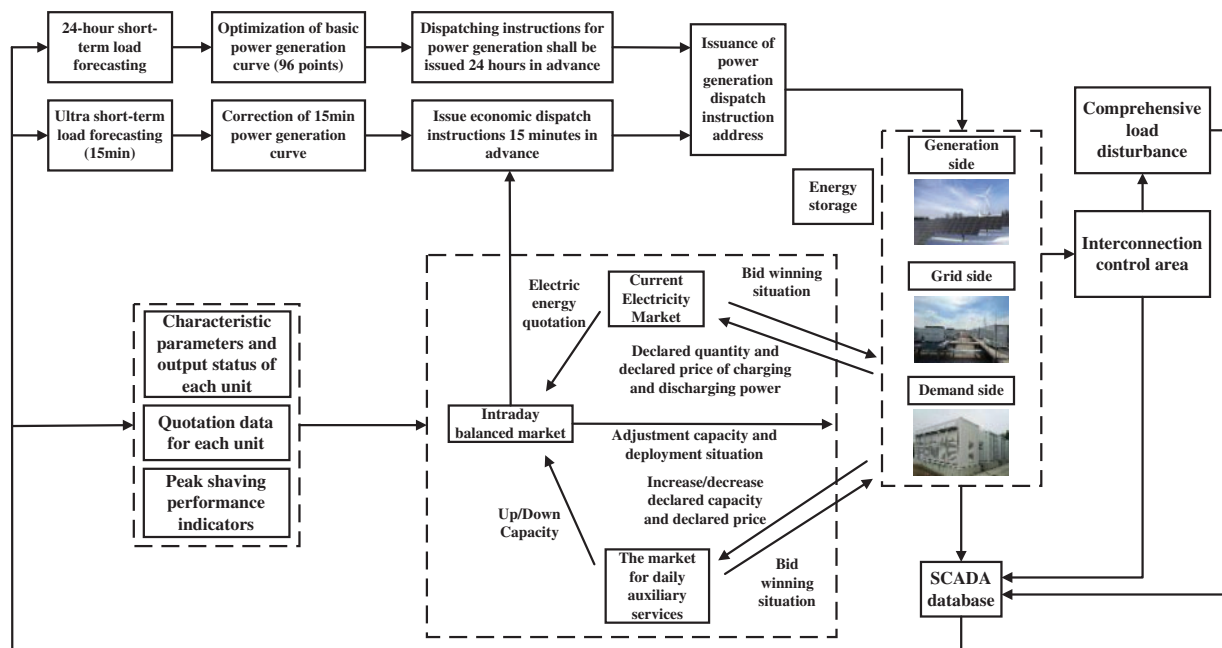 24-hour short-
term load
forecasting
Optimization of basic
power generation
curve (96 points)
Dispatching instructions for
power generation shall be
issued 24 hours in advance
Issuance of
power
generation
dispatch
instruction
address
Ultra short-term
load forecasting
(15min)
Correction of 15min
power generation
curve
Issue economic dispatch
instructions 15 minutes in
advance
Comprehensive
load
disturbance
Generation
side
Energy
storage
Interconnection
control area
Grid side
Demand side
Electric
energy
quotation
Current
Electricity
Market
Bid winning
situation
Declared quantity and
declared price of charging
and discharging power
Characteristic
parameters and
output status of
each unit
Quotation data
for each unit
Peak shaving
performance
indicators
Intraday
balanced market
Adjustment capacity and
deployment situation
Increase/decrease
declared capacity
and declared price
Up/Down
Capacity
The market
for daily
auxiliary
services
Bid
winning
situation
SCADA
database